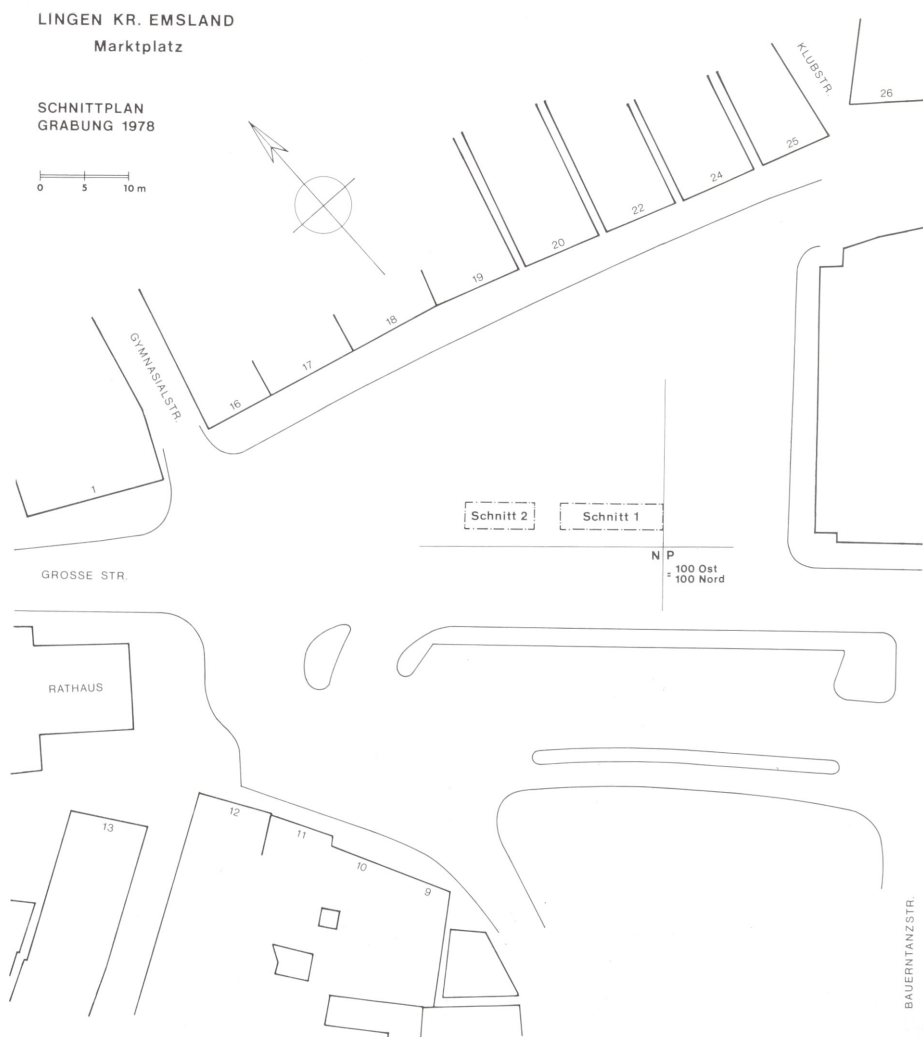 LINGEN KR. EMSLAND
Marktplatz
SCHNITTPLAN
GRABUNG 1978
0 5 10 m
KLUBSTR.
26
25
24
22
20
19
18
17
16
GYMNASIALSTR.
1
Schnitt 2
Schnitt 1
N P
= 100 Ost
100 Nord
GROSSE STR.
RATHAUS
13
12
11
10
9
BAUERNTANZSTR.